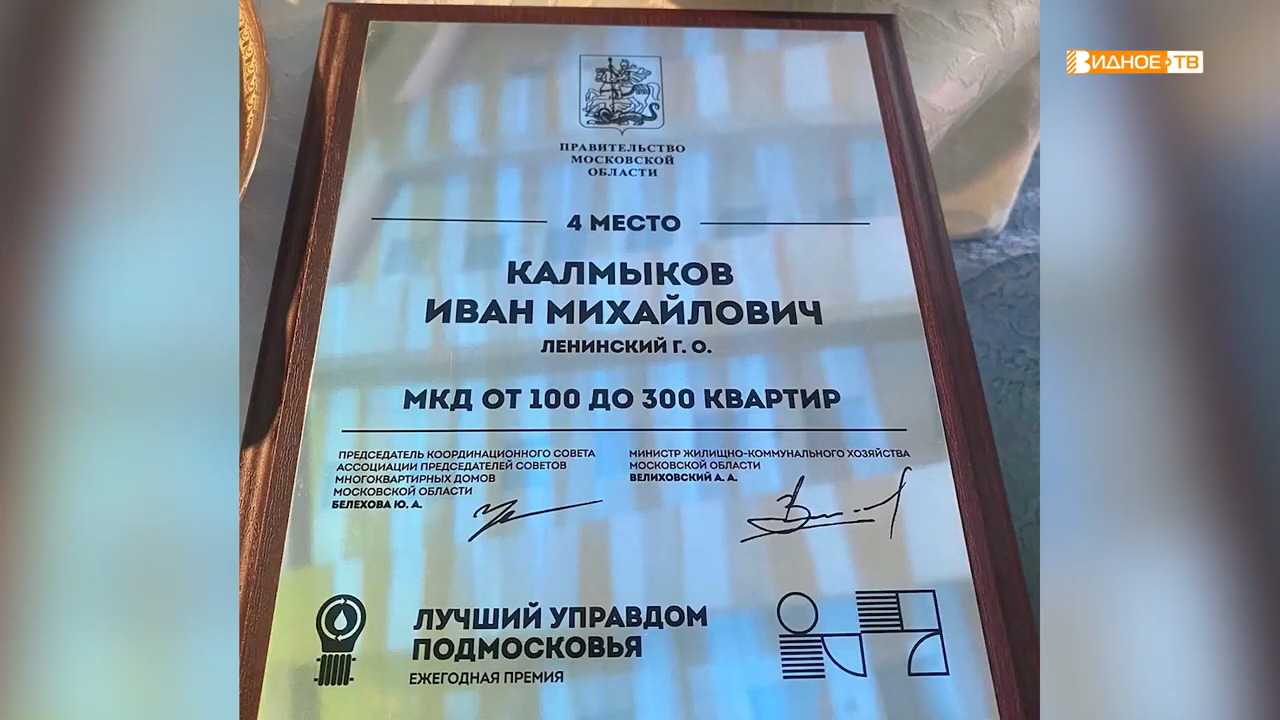 ВИДНОЕ ТВ
ПРАВИТЕЛЬСТВО
МОСКОВСКОЙ
ОБЛАСТИ
4 МЕСТО
КАЛМЫКОВ
ИВАН МИХАЙЛОВИЧ
ЛЕНИНСКИЙ Г. О.
МКД ОТ 100 ДО 300 КВАРТИР
ПРЕДСЕДАТЕЛЬ КООРДИНАЦИОННОГО СОВЕТА
АССОЦИАЦИИ ПРЕДСЕДАТЕЛЕЙ СОВЕТОВ
МНОГОКВАРТИРНЫХ ДОМОВ
МОСКОВСКОЙ ОБЛАСТИ
БЕЛЕХОВА Ю. А.
МИНИСТР ЖИЛИЩНО-КОММУНАЛЬНОГО ХОЗЯЙСТВА
МОСКОВСКОЙ ОБЛАСТИ
ВЕЛИХОВСКИЙ А. А.
ЛУЧШИЙ УПРАВДОМ
ПОДМОСКОВЬЯ
ЕЖЕГОДНАЯ ПРЕМИЯ